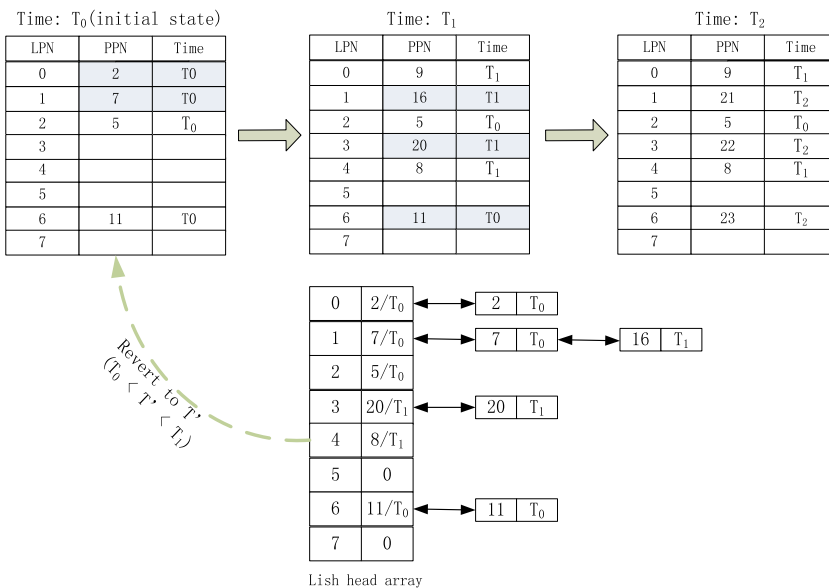 Time: T₀(initial state)
LPN PPN Time
0 2 T0
1 7 T0
2 5 T₀
3
4
5
6 11 T0
7
Time: T₁
LPN PPN Time
0 9 T₁
1 16 T1
2 5 T₀
3 20 T1
4 8 T₁
5
6 11 T0
7
Time: T₂
LPN PPN Time
0 9 T₁
1 21 T₂
2 5 T₀
3 22 T₂
4 8 T₁
5
6 23 T₂
7
Revert to T’
(T₀ < T’ < T₁)
0 2/T₀ 2 T₀
1 7/T₀ 7 T₀ 16 T₁
2 5/T₀
3 20/T₁ 20 T₁
4 8/T₁
5 0
6 11/T₀ 11 T₀
7 0
Lish head array